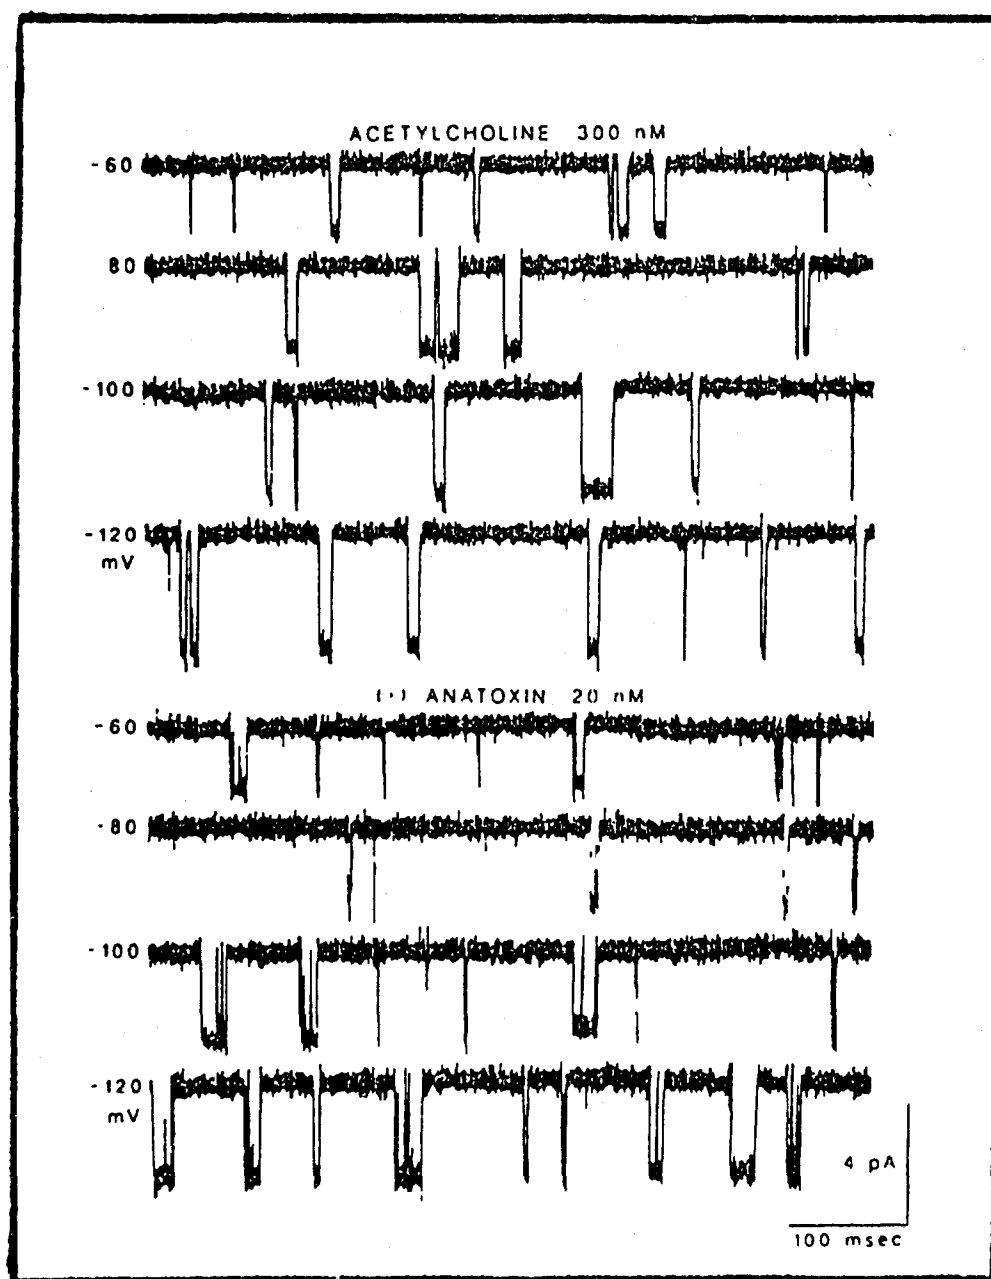 ACETYLCHOLINE 300 nM
-60
80
-100
-120
mV
(·) ANATOXIN 20 nM
-60
-80
-100
-120
mV
4 pA
100 msec